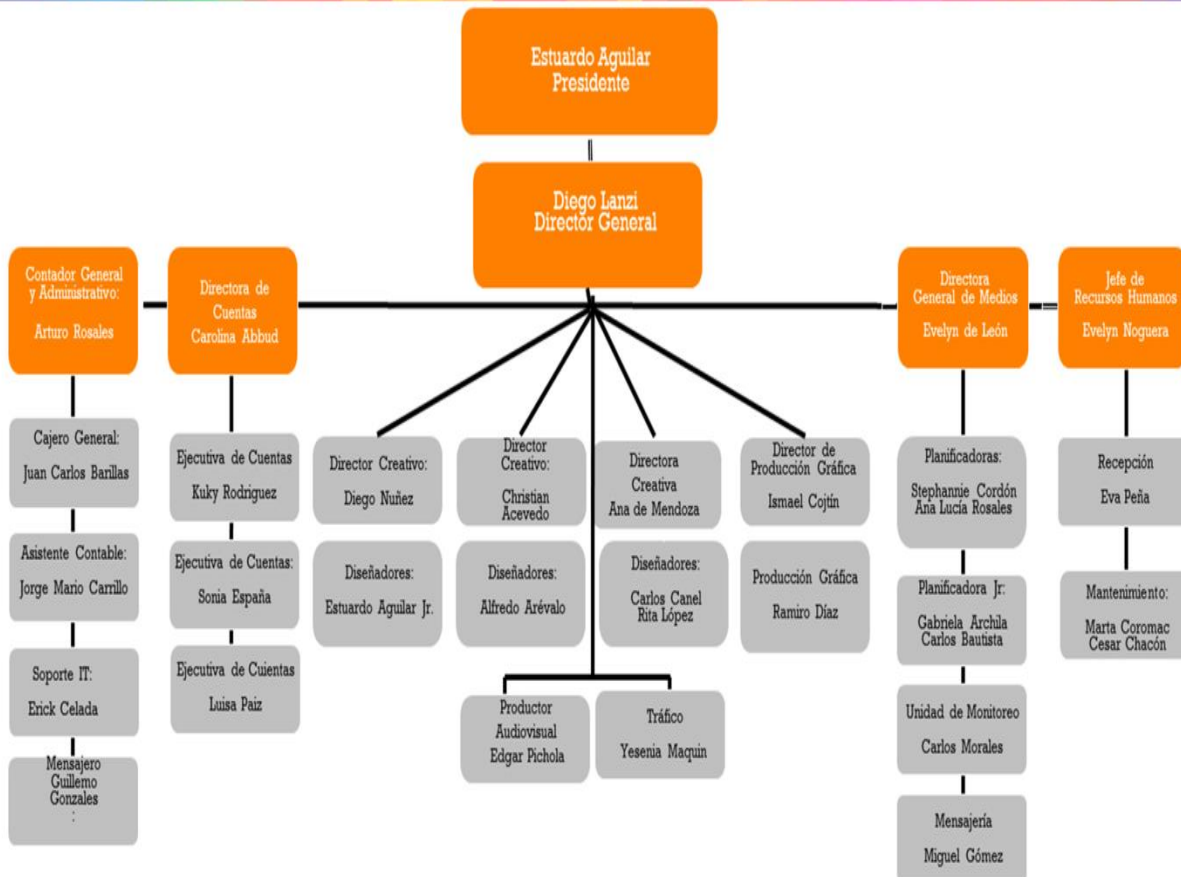 Estuardo Aguilar
Presidente
Diego Lanzi
Director General
Contador General
y Administrativo:
Arturo Rosales
Directora de
Cuentas
Carolina Abbud
Directora
General de Medios
Evelyn de León
Jefe de
Recursos Humanos
Evelyn Noguera
Cajero General:
Juan Carlos Barillas
Asistente Contable:
Jorge Mario Carrillo
Soporte IT:
Erick Celada
Mensajero
Guillemo
Gonzales
:
Ejecutiva de Cuentas
Kuky Rodriguez
Ejecutiva de Cuentas:
Sonia España
Ejecutiva de Cuientas
Luisa Paiz
Director Creativo:
Diego Nuñez
Diseñadores:
Estuardo Aguilar Jr.
Director
Creativo:
Christian
Acevedo
Diseñadores:
Alfredo Arévalo
Directora
Creativa
Ana de Mendoza
Diseñadores:
Carlos Canel
Rita López
Director de
Producción Gráfica
Ismael Cojtín
Producción Gráfica
Ramiro Díaz
Productor
Audiovisual
Edgar Pichola
Tráfico
Yesenia Maquin
Planificadoras:
Stephannie Cordón
Ana Lucía Rosales
Planificadora Jr:
Gabriela Archila
Carlos Bautista
Unidad de Monitoreo
Carlos Morales
Mensajería
Miguel Gómez
Recepción
Eva Peña
Mantenimiento:
Marta Coromac
Cesar Chacón